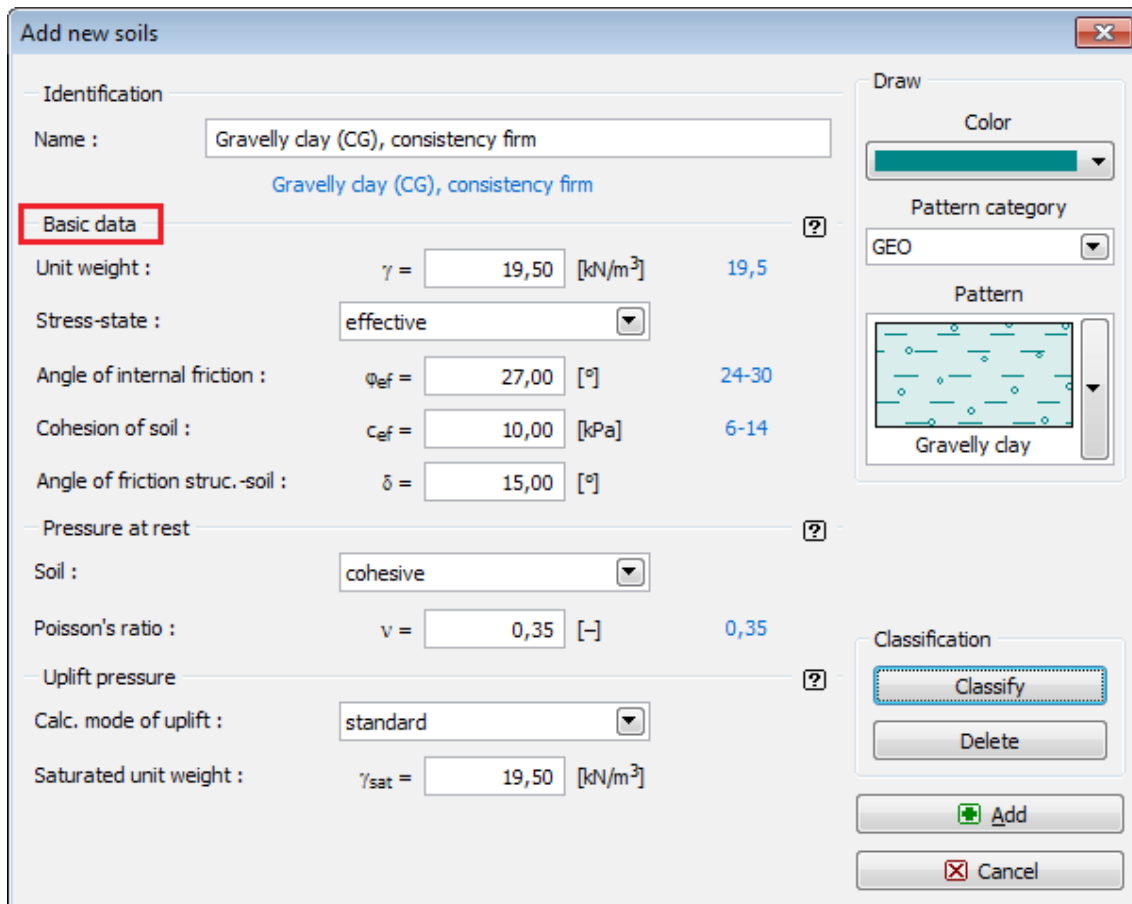 Add new soils
Identification
Name : Gravelly clay (CG), consistency firm
Gravelly clay (CG), consistency firm
Basic data ?
Unit weight : γ = 19,50 [kN/m³] 19,5
Stress-state : effective
Angle of internal friction : φef = 27,00 [°] 24-30
Cohesion of soil : cef = 10,00 [kPa] 6-14
Angle of friction struc.-soil : δ = 15,00 [°]
Pressure at rest ?
Soil : cohesive
Poisson's ratio : ν = 0,35 [–] 0,35
Uplift pressure ?
Calc. mode of uplift : standard
Saturated unit weight : γsat = 19,50 [kN/m³]
Draw
Color
Pattern category
GEO
Pattern
Gravelly clay
Classification
Classify
Delete
Add
Cancel